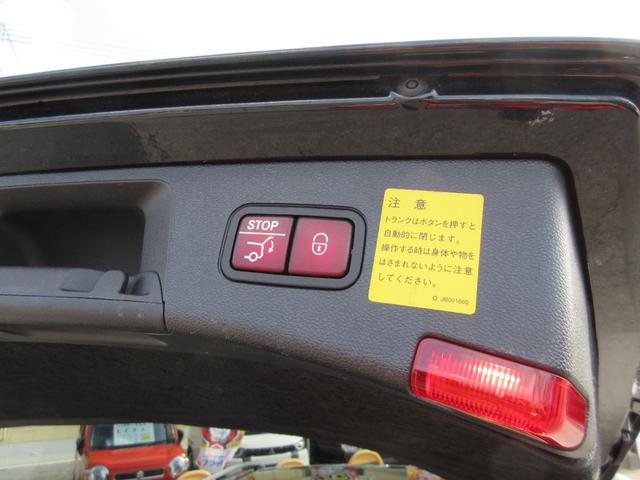 STOP
注 意
トランクはボタンを押すと
自動的に閉じます。
操作する時は身体や物を
はさまれないように注意
してください。